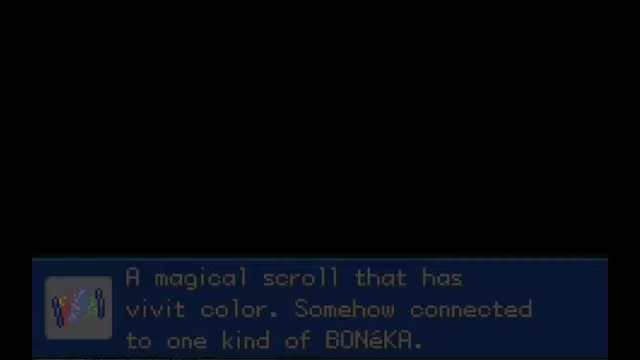 A magical scroll that has
vivit color. Somehow connected
to one kind of BONéKA.